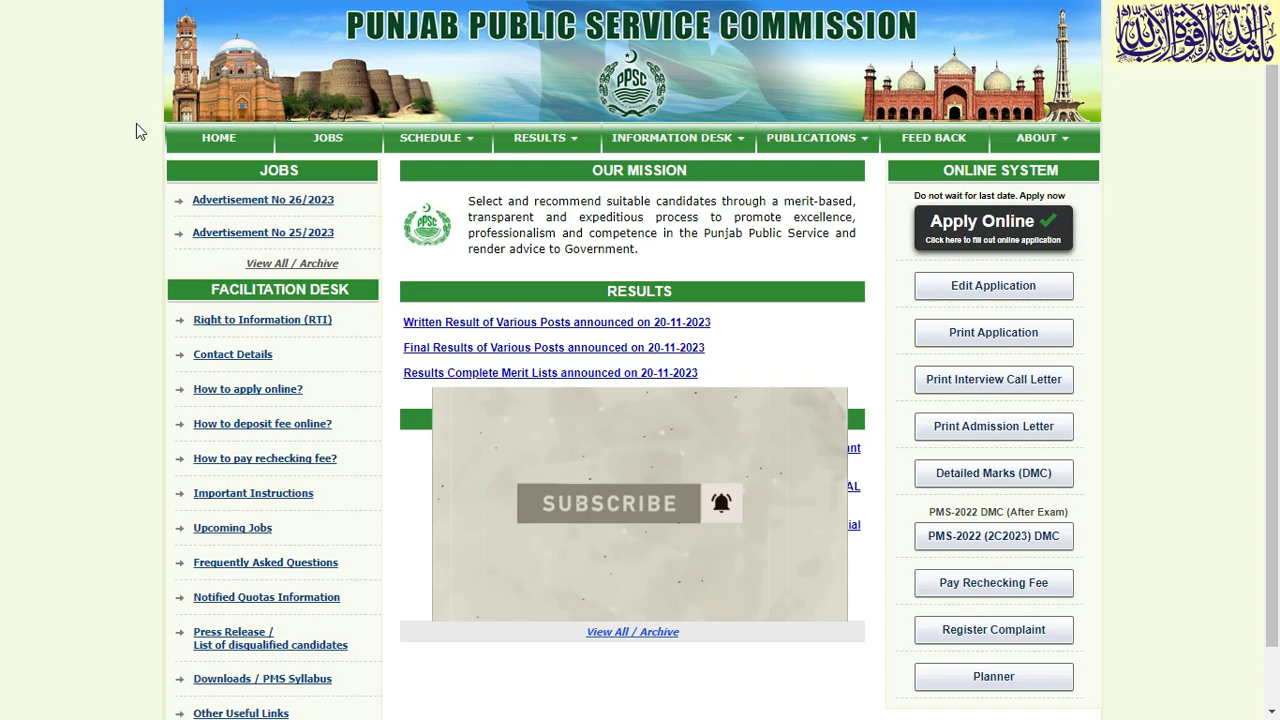 PUNJAB PUBLIC SERVICE COMMISSION
PPSC
HOME
JOBS
SCHEDULE
RESULTS
INFORMATION DESK
PUBLICATIONS
FEED BACK
ABOUT
JOBS
Advertisement No 26/2023
Advertisement No 25/2023
View All / Archive
FACILITATION DESK
Right to Information (RTI)
Contact Details
How to apply online?
How to deposit fee online?
How to pay rechecking fee?
Important Instructions
Upcoming Jobs
Frequently Asked Questions
Notified Quotas Information
Press Release /
List of disqualified candidates
Downloads / PMS Syllabus
Other Useful Links
OUR MISSION
PPSC
Select and recommend suitable candidates through a merit-based,
transparent and expeditious process to promote excellence,
professionalism and competence in the Punjab Public Service and
render advice to Government.
RESULTS
Written Result of Various Posts announced on 20-11-2023
Final Results of Various Posts announced on 20-11-2023
Results Complete Merit Lists announced on 20-11-2023
SUBSCRIBE
View All / Archive
ONLINE SYSTEM
Do not wait for last date. Apply now
Apply Online
Click here to fill out online application
Edit Application
Print Application
Print Interview Call Letter
Print Admission Letter
Detailed Marks (DMC)
PMS-2022 DMC (After Exam)
PMS-2022 (2C2023) DMC
Pay Rechecking Fee
Register Complaint
Planner
ماشاءالله لا قوة إلا بالله